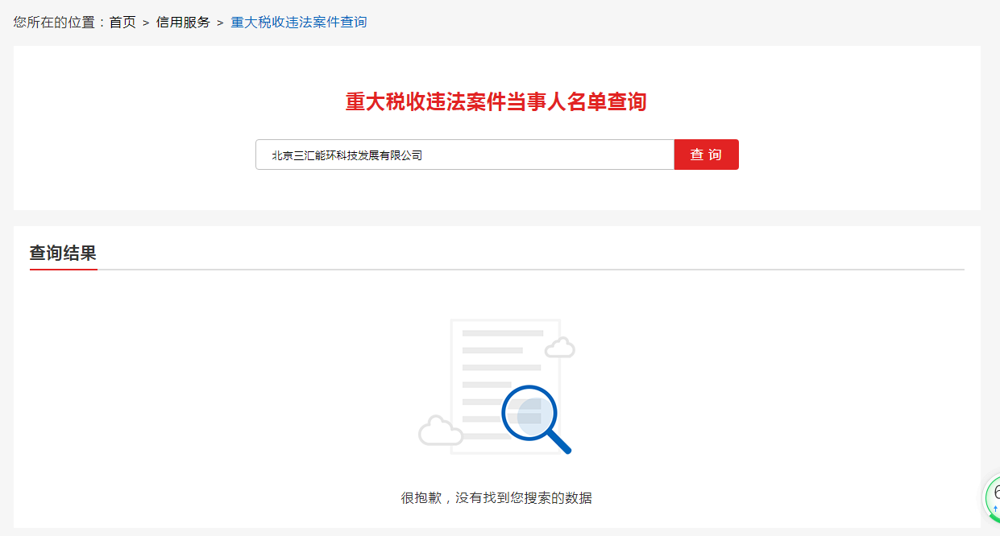 您所在的位置：首页 > 信用服务 > 重大税收违法案件查询
重大税收违法案件当事人名单查询
北京三汇能环科技发展有限公司
查询
查询结果
很抱歉，没有找到您搜索的数据